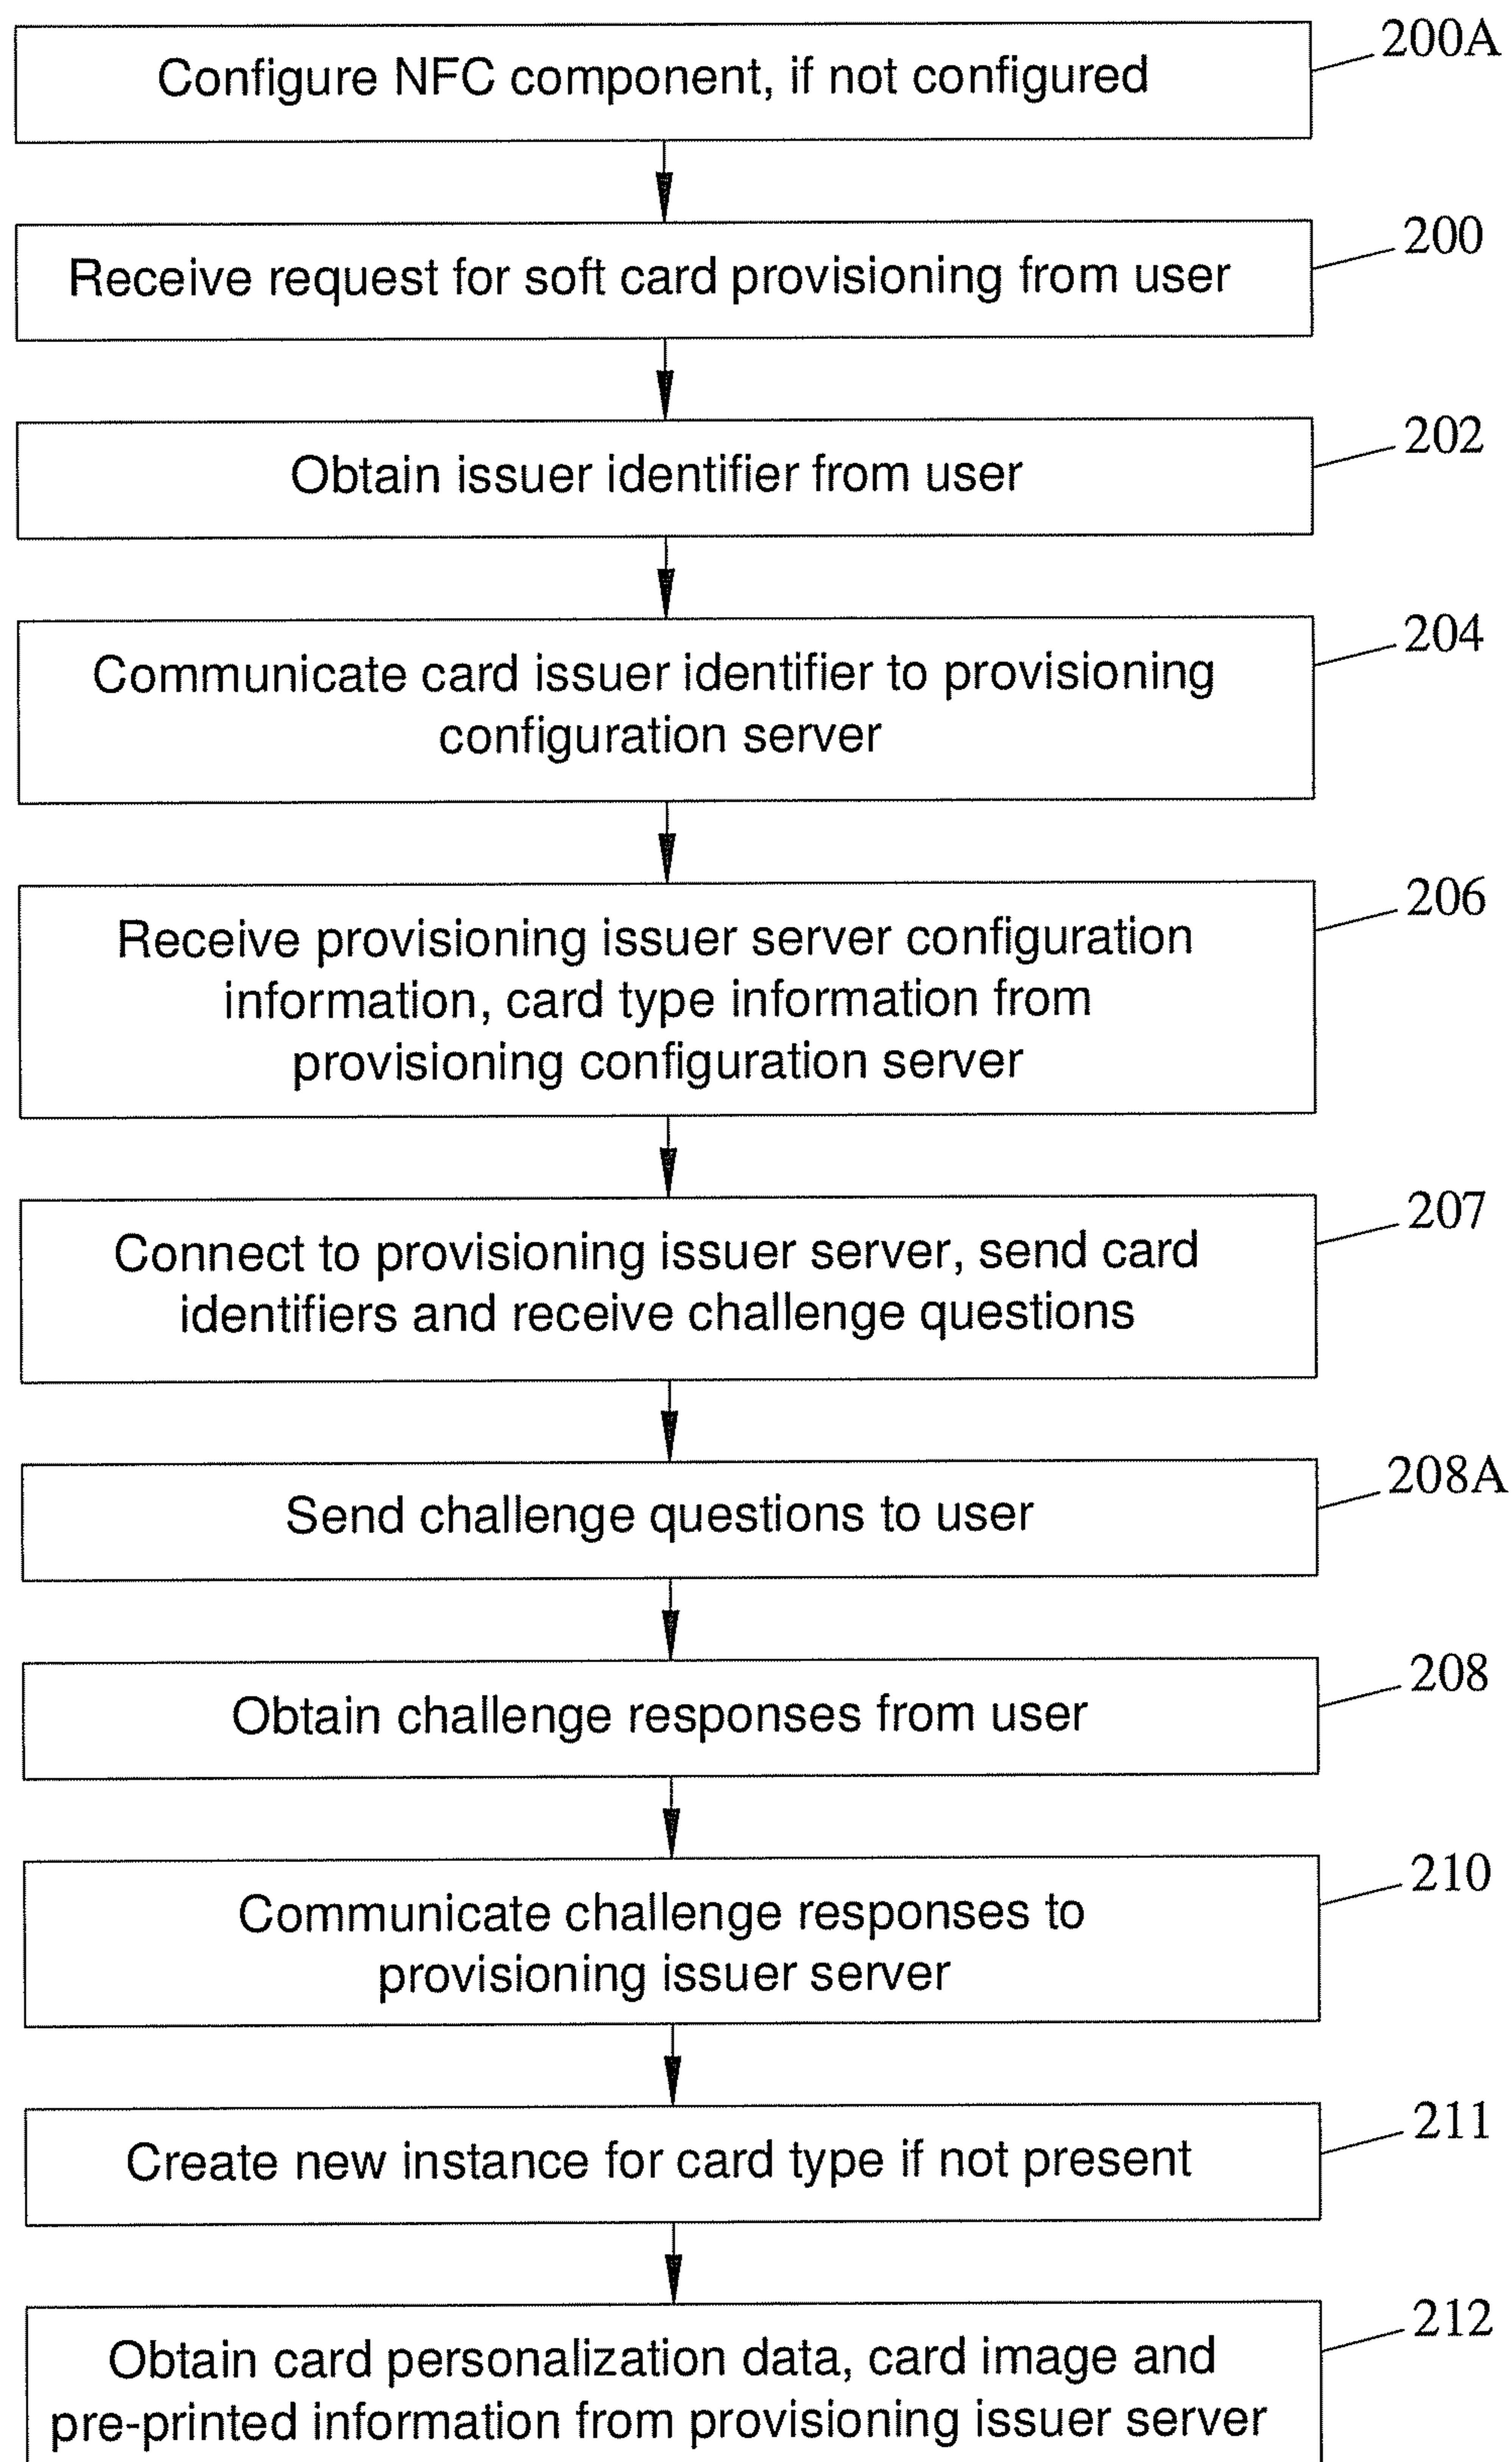 200A
Configure NFC component, if not configured
200
Receive request for soft card provisioning from user
202
Obtain issuer identifier from user
204
Communicate card issuer identifier to provisioning
configuration server
206
Receive provisioning issuer server configuration
information, card type information from
provisioning configuration server
207
Connect to provisioning issuer server, send card
identifiers and receive challenge questions
208A
Send challenge questions to user
208
Obtain challenge responses from user
210
Communicate challenge responses to
provisioning issuer server
211
Create new instance for card type if not present
212
Obtain card personalization data, card image and
pre-printed information from provisioning issuer server